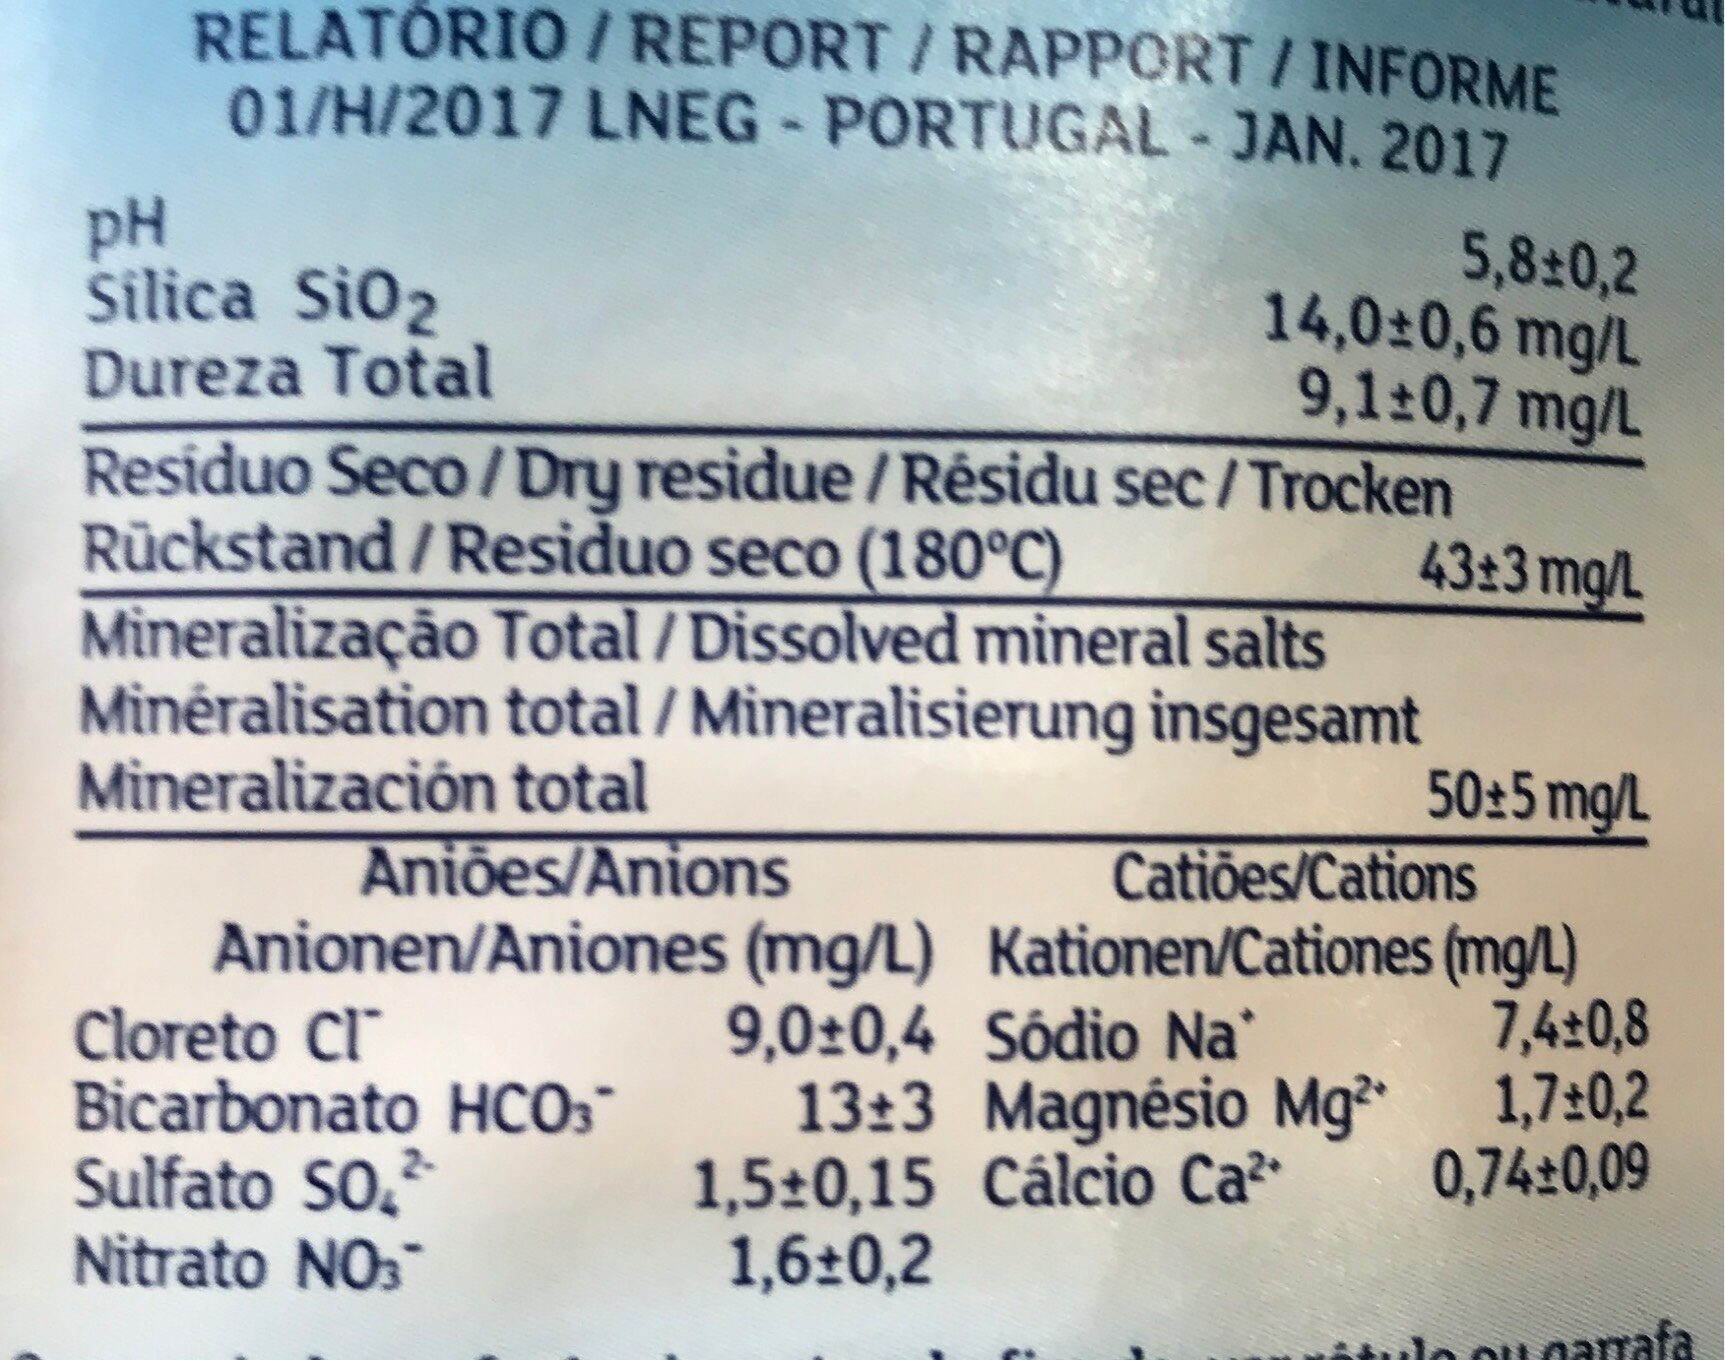 RELATÓRIO / REPORT / RAPPORT / INFORME
01/H/2017 LNEG - PORTUGAL - JAN. 2017
pH 5,8±0,2
Sílica SiO₂ 14,0±0,6 mg/L
Dureza Total 9,1±0,7 mg/L
Resíduo Seco / Dry residue / Résidu sec / Trocken
Rückstand / Residuo seco (180ºC) 43±3 mg/L
Mineralização Total / Dissolved mineral salts
Minéralisation total / Mineralisierung insgesamt
Mineralización total 50±5 mg/L
Aniões/Anions Catiões/Cations
Anionen/Aniones (mg/L) Kationen/Cationes (mg/L)
Cloreto Cl⁻ 9,0±0,4 Sódio Na⁺ 7,4±0,8
Bicarbonato HCO₃⁻ 13±3 Magnésio Mg²⁺ 1,7±0,2
Sulfato SO₄²⁻ 1,5±0,15 Cálcio Ca²⁺ 0,74±0,09
Nitrato NO₃⁻ 1,6±0,2
rótulo ou garrafa